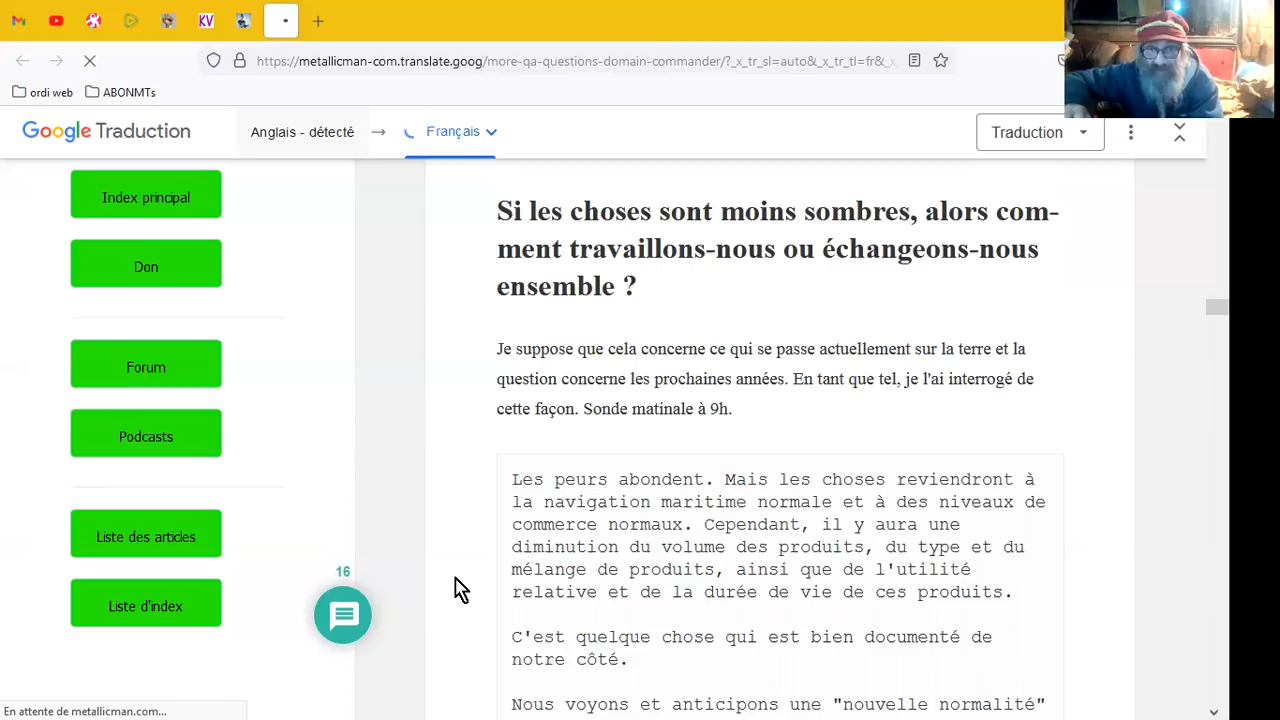 KV
https://metallicman-com.translate.goog/more-qa-questions-domain-commander/?_x_tr_sl=auto&_x_tr_tl=fr&_x
ordi web
ABONMTs
Google Traduction
Anglais - détecté
Français
Traduction
Index principal
Don
Forum
Podcasts
Liste des articles
Liste d'index
16
Si les choses sont moins sombres, alors com-
ment travaillons-nous ou échangeons-nous
ensemble ?
Je suppose que cela concerne ce qui se passe actuellement sur la terre et la
question concerne les prochaines années. En tant que tel, je l'ai interrogé de
cette façon. Sonde matinale à 9h.
Les peurs abondent. Mais les choses reviendront à
la navigation maritime normale et à des niveaux de
commerce normaux. Cependant, il y aura une
diminution du volume des produits, du type et du
mélange de produits, ainsi que de l'utilité
relative et de la durée de vie de ces produits.
C'est quelque chose qui est bien documenté de
notre côté.
Nous voyons et anticipons une "nouvelle normalité"
En attente de metallicman.com...